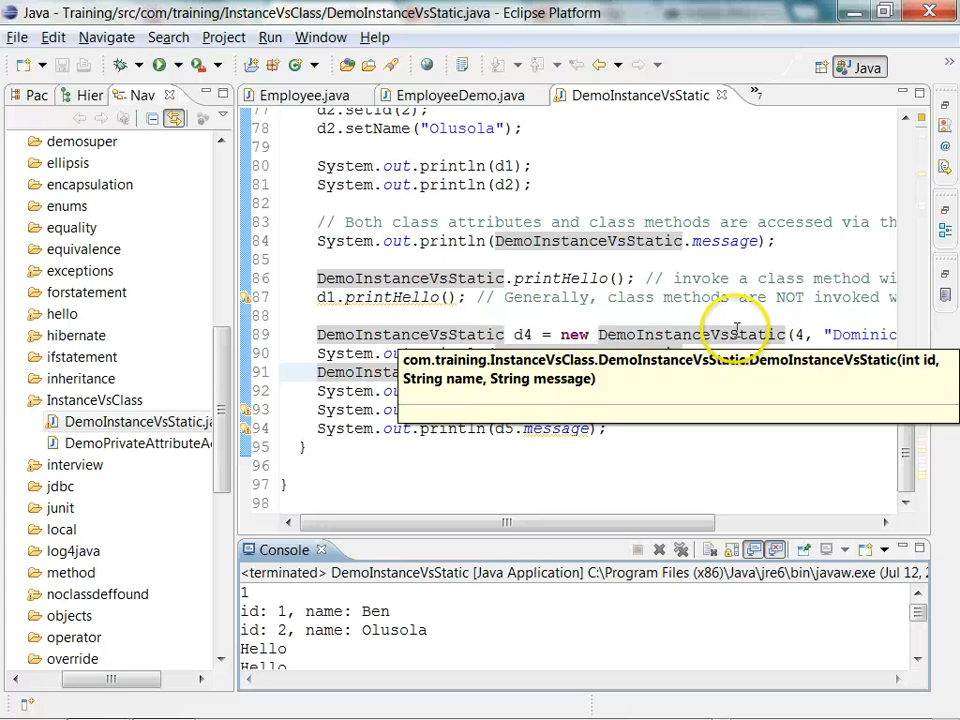 Java - Training/src/com/training/InstanceVsClass/DemoInstanceVsStatic.java - Eclipse Platform
File Edit Navigate Search Project Run Window Help
Java
Pac Hier Nav
Employee.java EmployeeDemo.java DemoInstanceVsStatic 7
demosuper
ellipsis
encapsulation
enums
equality
equivalence
exceptions
forstatement
hello
hibernate
ifstatement
inheritance
InstanceVsClass
DemoInstanceVsStatic.ja
DemoPrivateAttributeAc
interview
jdbc
junit
local
log4java
method
noclassdeffound
objects
operator
override
77 d2.setId(2);
78 d2.setName("Olusola");
79
80 System.out.println(d1);
81 System.out.println(d2);
82
83 // Both class attributes and class methods are accessed via th
84 System.out.println(DemoInstanceVsStatic.message);
85
86 DemoInstanceVsStatic.printHello(); // invoke a class method wi
87 d1.printHello(); // Generally, class methods are NOT invoked w
88
89 DemoInstanceVsStatic d4 = new DemoInstanceVsStatic(4, "Dominic
90 System.o
91 DemoInsta
92 System.ou
93 System.ou
94 System.out.println(d5.message);
95 }
96
97 }
98
com.training.InstanceVsClass.DemoInstanceVsStatic.DemoInstanceVsStatic(int id,
String name, String message)
Console
<terminated> DemoInstanceVsStatic [Java Application] C:\Program Files (x86)\Java\jre6\bin\javaw.exe (Jul 12, 2
1
id: 1, name: Ben
id: 2, name: Olusola
Hello
Hello